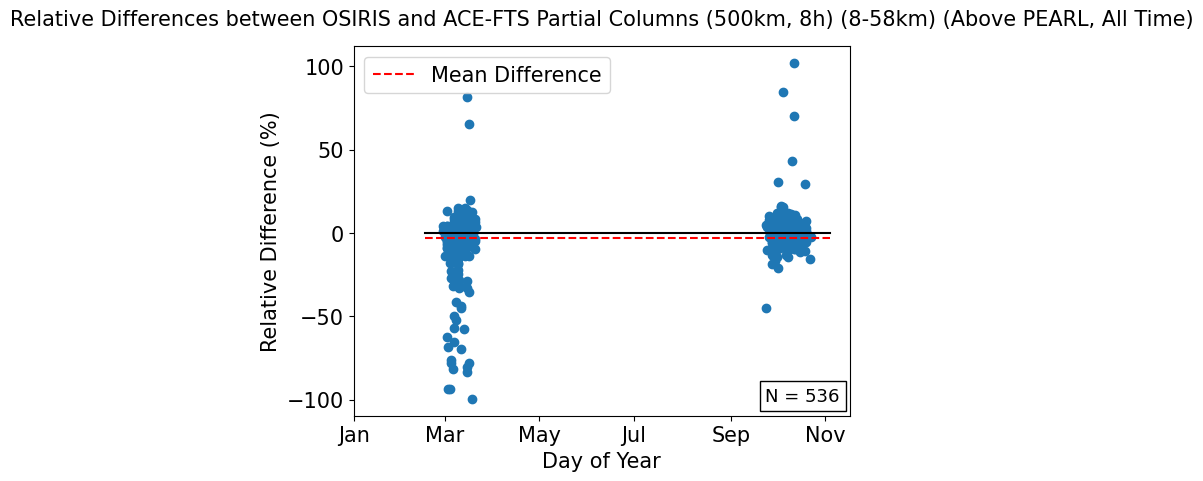 Relative Differences between OSIRIS and ACE-FTS Partial Columns (500km, 8h) (8-58km) (Above PEARL, All Time)
Mean Difference
Relative Difference (%)
100
50
0
−50
−100
N = 536
Jan Mar May Jul Sep Nov
Day of Year